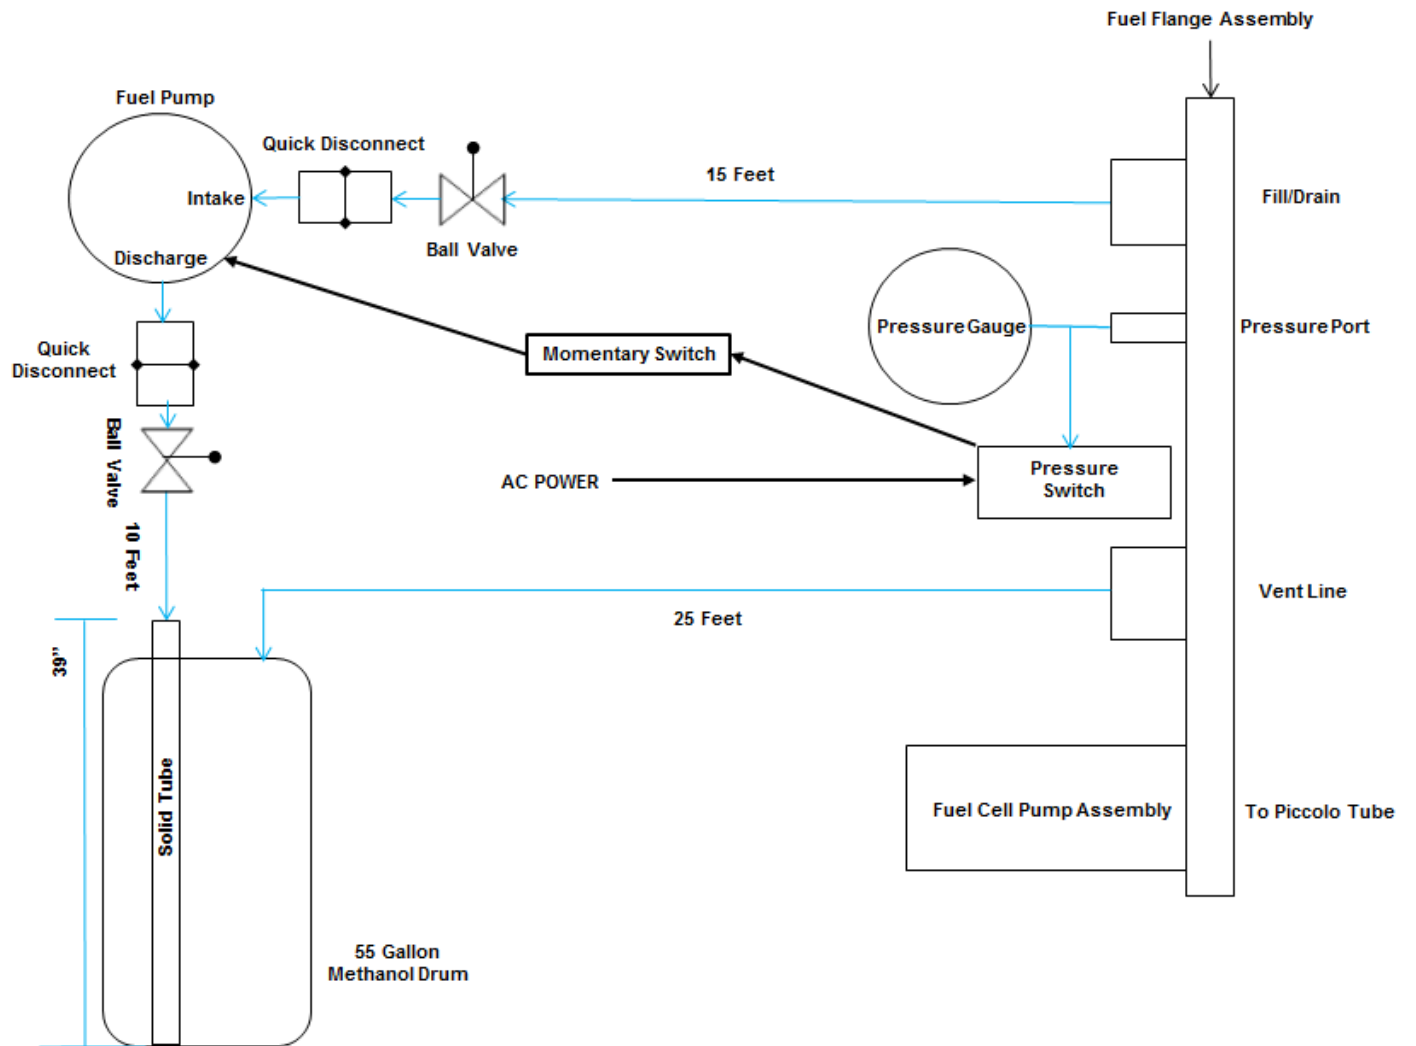 Fuel Flange Assembly
Fuel Pump
Quick Disconnect
15 Feet
Intake
Fill/Drain
Ball Valve
Discharge
Pressure Gauge
Pressure Port
Quick
Disconnect
Momentary Switch
Ball Valve
Pressure
Switch
AC POWER
10 Feet
Vent Line
25 Feet
39"
Solid Tube
Fuel Cell Pump Assembly
To Piccolo Tube
55 Gallon
Methanol Drum